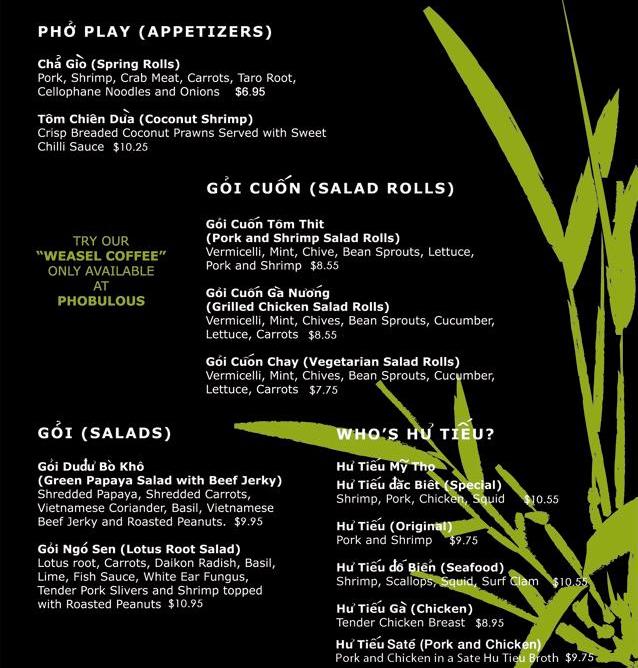 PHỞ PLAY (APPETIZERS)
Chả Giò (Spring Rolls)
Pork, Shrimp, Crab Meat, Carrots, Taro Root,
Cellophane Noodles and Onions $6.95
Tôm Chiên Dừa (Coconut Shrimp)
Crisp Breaded Coconut Prawns Served with Sweet
Chilli Sauce $10.25
GỎI CUỐN (SALAD ROLLS)
Gỏi Cuốn Tôm Thit
(Pork and Shrimp Salad Rolls)
Vermicelli, Mint, Chive, Bean Sprouts, Lettuce,
Pork and Shrimp $8.55
Gỏi Cuốn Gà Nướng
(Grilled Chicken Salad Rolls)
Vermicelli, Mint, Chives, Bean Sprouts, Cucumber,
Lettuce, Carrots $8.55
Gỏi Cuốn Chay (Vegetarian Salad Rolls)
Vermicelli, Mint, Chives, Bean Sprouts, Cucumber,
Lettuce, Carrots $7.75
TRY OUR
“WEASEL COFFEE”
ONLY AVAILABLE
AT
PHOBULOUS
GỎI (SALADS)
Gỏi Duđư Bò Khô
(Green Papaya Salad with Beef Jerky)
Shredded Papaya, Shredded Carrots,
Vietnamese Coriander, Basil, Vietnamese
Beef Jerky and Roasted Peanuts. $9.95
Gỏi Ngó Sen (Lotus Root Salad)
Lotus root, Carrots, Daikon Radish, Basil,
Lime, Fish Sauce, White Ear Fungus,
Tender Pork Slivers and Shrimp topped
with Roasted Peanuts $10.95
WHO’S HỦ TIẾU?
Hư Tiếu Mỹ Tho
Hư Tiếu đăc Biêt (Special)
Shrimp, Pork, Chicken, Squid $10.55
Hư Tiếu (Original)
Pork and Shrimp $9.75
Hư Tiếu đồ Biển (Seafood)
Shrimp, Scallops, Squid, Surf Clam $10.55
Hư Tiếu Gà (Chicken)
Tender Chicken Breast $8.95
Hư Tiếu Saté (Pork and Chicken)
Pork and Chicken in a Sate Hu Tieu Broth $9.75